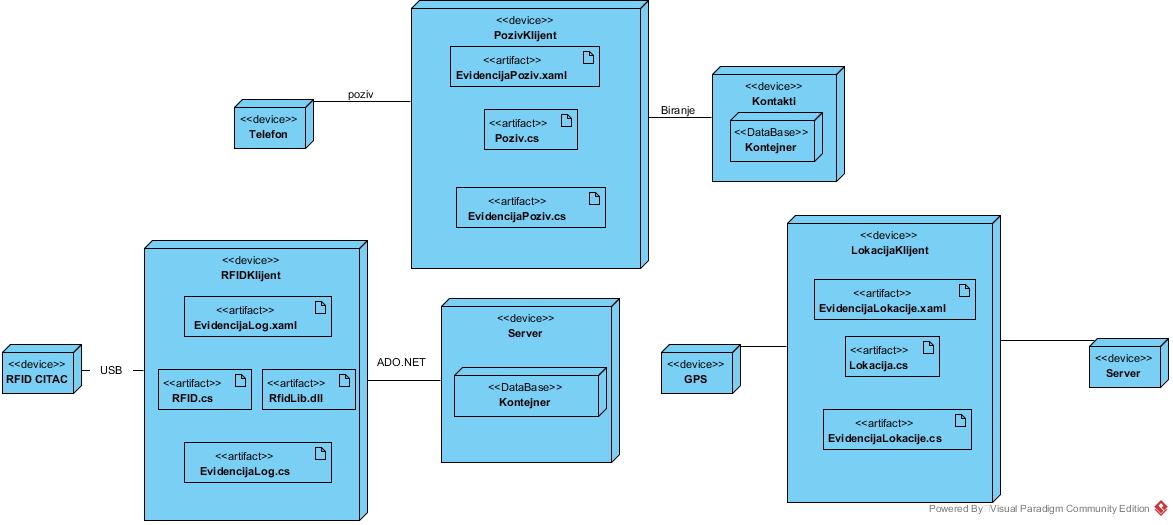 <<device>>
PozivKlijent
<<artifact>>
EvidencijaPoziv.xaml
<<artifact>>
Poziv.cs
<<artifact>>
EvidencijaPoziv.cs
poziv
<<device>>
Telefon
Biranje
<<device>>
Kontakti
<<DataBase>>
Kontejner
<<device>>
RFIDKlijent
<<artifact>>
EvidencijaLog.xaml
<<artifact>>
RFID.cs
<<artifact>>
RfidLib.dll
<<artifact>>
EvidencijaLog.cs
<<device>>
RFID CITAC
USB
ADO.NET
<<device>>
Server
<<DataBase>>
Kontejner
<<device>>
LokacijaKlijent
<<artifact>>
EvidencijaLokacije.xaml
<<artifact>>
Lokacija.cs
<<artifact>>
EvidencijaLokacije.cs
<<device>>
GPS
<<device>>
Server
Powered By Visual Paradigm Community Edition